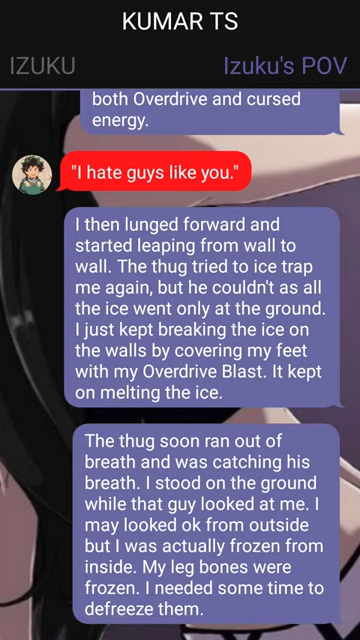 KUMAR TS
IZUKU
Izuku's POV
both Overdrive and cursed
energy.
"I hate guys like you."
I then lunged forward and
started leaping from wall to
wall. The thug tried to ice trap
me again, but he couldn't as all
the ice went only at the ground.
I just kept breaking the ice on
the walls by covering my feet
with my Overdrive Blast. It kept
on melting the ice.
The thug soon ran out of
breath and was catching his
breath. I stood on the ground
while that guy looked at me. I
may looked ok from outside
but I was actually frozen from
inside. My leg bones were
frozen. I needed some time to
defreeze them.